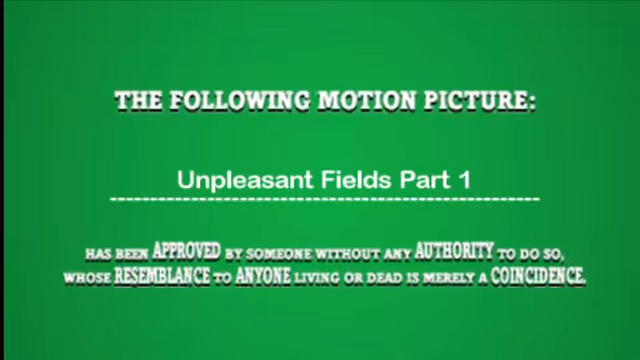 THE FOLLOWING MOTION PICTURE:
Unpleasant Fields Part 1
HAS BEEN APPROVED BY SOMEONE WITHOUT ANY AUTHORITY TO DO SO,
WHOSE RESEMBLANCE TO ANYONE LIVING OR DEAD IS MERELY A COINCIDENCE.